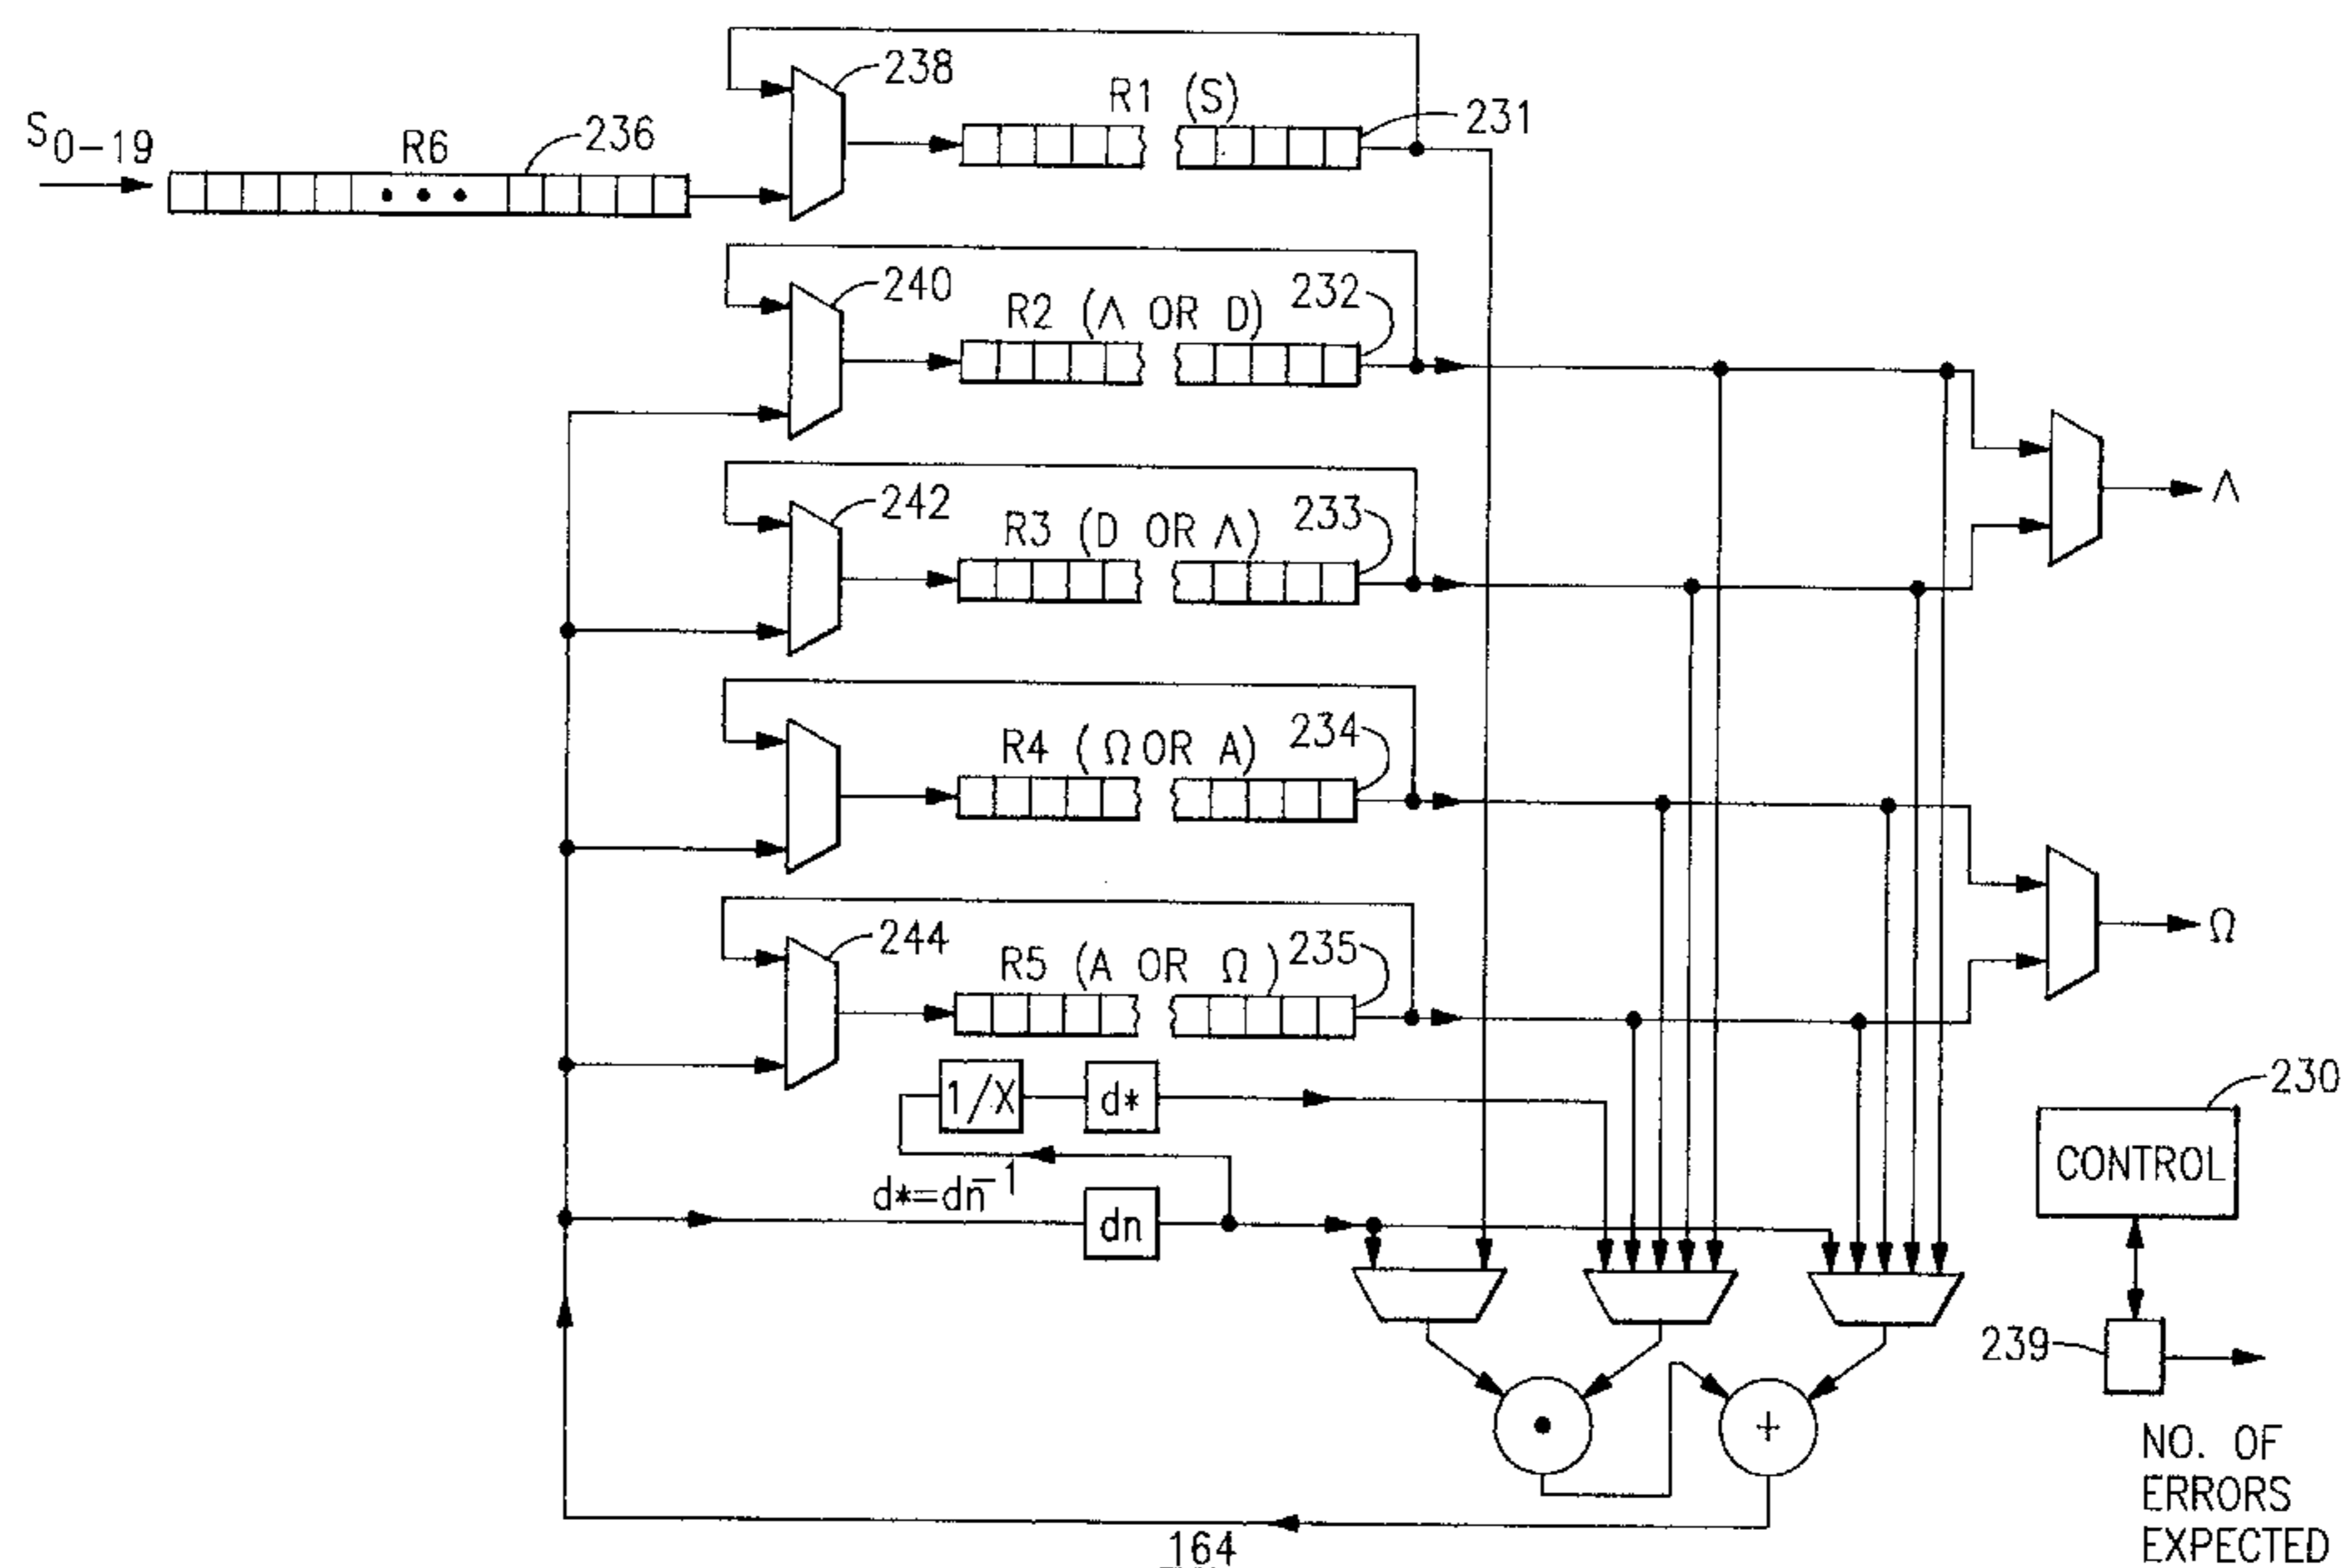 238
R1 (S)
231
S0-19
R6
236
240
R2 (Λ OR D)
232
242
R3 (D OR Λ)
233
Λ
R4 (Ω OR A)
234
244
R5 (A OR Ω)
235
Ω
1/X
d*
230
CONTROL
d*=dn⁻¹
dn
239
•
+
NO. OF
ERRORS
EXPECTED
164